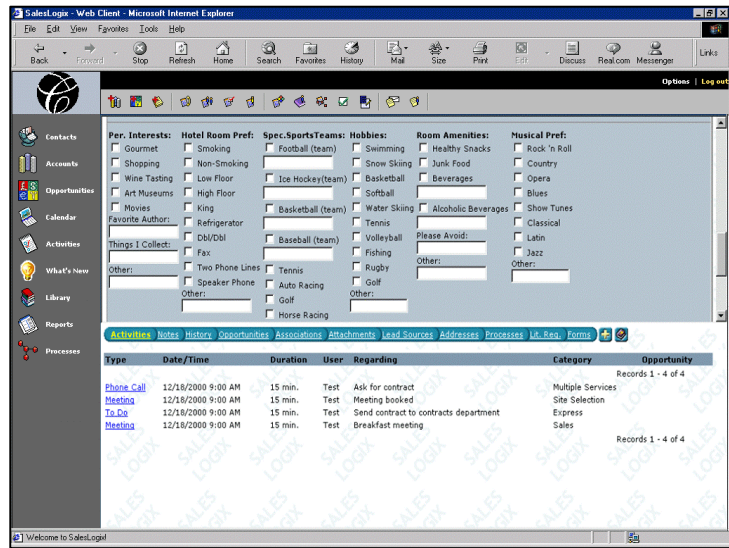 SalesLogix - Web Client - Microsoft Internet Explorer
File Edit View Favorites Tools Help
Back Forward Stop Refresh Home Search Favorites History Mail Size Print Edit Discuss Real.com Messenger Links
Options | Log out
Contacts
Accounts
Opportunities
Calendar
Activities
What's New
Library
Reports
Processes
Per. Interests: Hotel Room Pref: Spec.SportsTeams: Hobbies: Room Amenities: Musical Pref:
Gourmet Smoking Football (team) Swimming Healthy Snacks Rock 'n Roll
Shopping Non-Smoking Snow Skiing Junk Food Country
Wine Tasting Low Floor Ice Hockey(team) Basketball Beverages Opera
Art Museums High Floor Softball Blues
Movies King Basketball (team) Water Skiing Alcoholic Beverages Show Tunes
Favorite Author: Refrigerator Tennis Classical
Dbl/Dbl Baseball (team) Volleyball Please Avoid: Latin
Things I Collect: Fax Fishing Jazz
Other: Two Phone Lines Tennis Rugby Other: Other:
Speaker Phone Auto Racing Golf
Other: Golf Other:
Horse Racing
Activities Notes History Opportunities Associations Attachments Lead Sources Addresses Processes Lit. Req. Forms
Type Date/Time Duration User Regarding Category Opportunity
Records 1 - 4 of 4
Phone Call 12/18/2000 9:00 AM 15 min. Test Ask for contract Multiple Services
Meeting 12/18/2000 9:00 AM 15 min. Test Meeting booked Site Selection
To Do 12/18/2000 9:00 AM 15 min. Test Send contract to contracts department Express
Meeting 12/18/2000 9:00 AM 15 min. Test Breakfast meeting Sales
Records 1 - 4 of 4
SALES LOGIX
Welcome to SalesLogix!